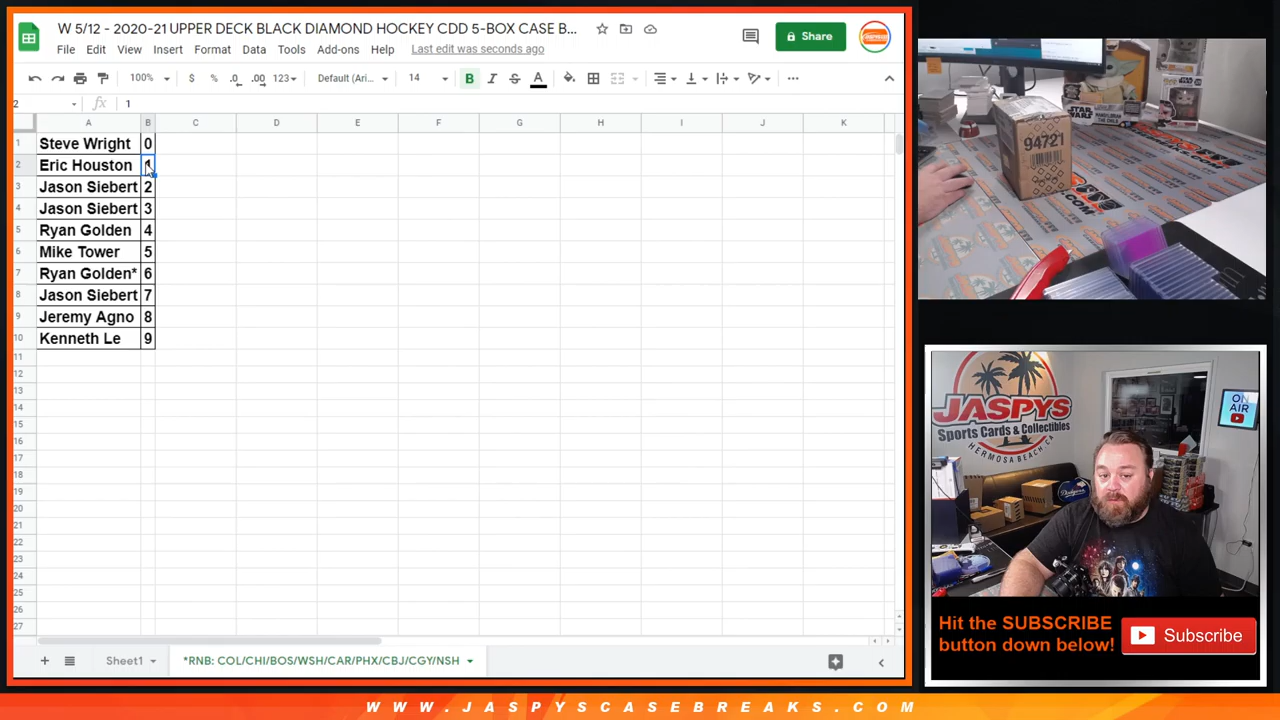 W 5/12 - 2020-21 UPPER DECK BLACK DIAMOND HOCKEY CDD 5-BOX CASE B...
File Edit View Insert Format Data Tools Add-ons Help Last edit was seconds ago
Share
100% $ % .0 .00 123 Default (Ari... 14 B I S A
2 fx 1
A B C D E F G H I J K
1 Steve Wright 0
2 Eric Houston 1
3 Jason Siebert 2
4 Jason Siebert 3
5 Ryan Golden 4
6 Mike Tower 5
7 Ryan Golden* 6
8 Jason Siebert 7
9 Jeremy Agno 8
10 Kenneth Le 9
11
12
13
14
15
16
17
18
19
20
21
22
23
24
25
26
27
Sheet1 *RNB: COL/CHI/BOS/WSH/CAR/PHX/CBJ/CGY/NSH
94721
STAR WARS
JASPYS
Sports Cards & Collectibles
HERMOSA BEACH CA
ON AIR
Dodgers
Hit the SUBSCRIBE
button down below!
Subscribe
WWW.JASPYSCASEBREAKS.COM